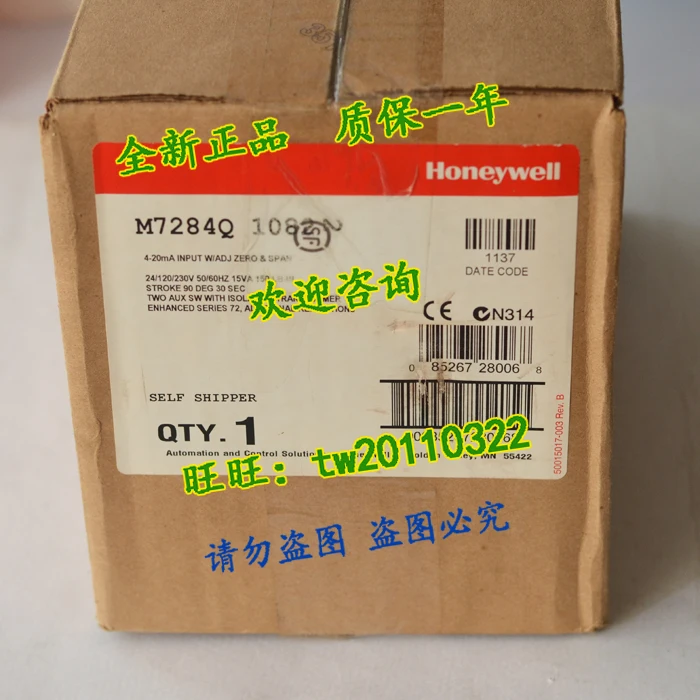 全新正品 质保一年
Honeywell
M7284Q
1137
DATE CODE
4-20mA INPUT W/ADJ ZERO & SPAN
24/120/230V 50/60HZ 15VA
STROKE 90 DEG 30 SEC
TWO AUX SW WITH
ENHANCED SERIES 72,
欢迎咨询
CE N314
0 85267 28006 8
SELF SHIPPER
QTY. 1
Automation and Control
MN 55422
50015017-003 Rev. B
旺旺：tw20110322
请勿盗图 盗图必究